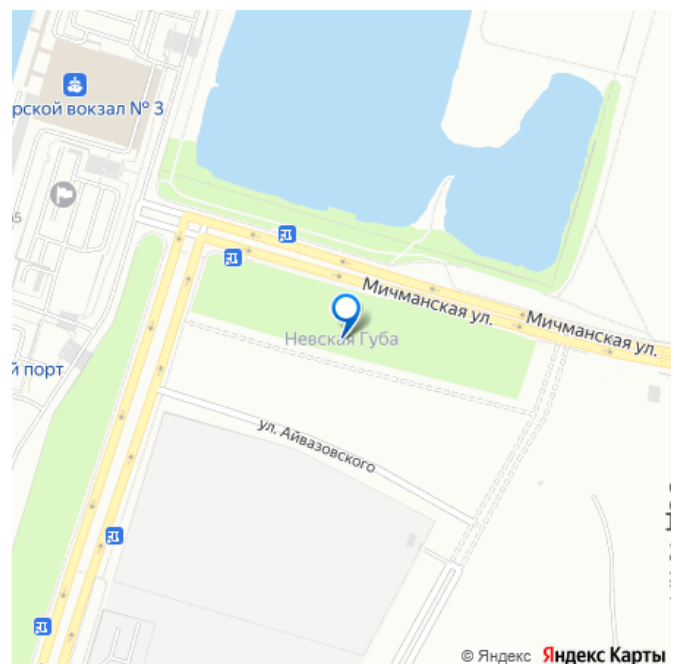 рской вокзал № 3
Мичманская ул.
Мичманская ул.
Невская Губа
й порт
ул. Айвазовского
© Яндекс Яндекс Карты